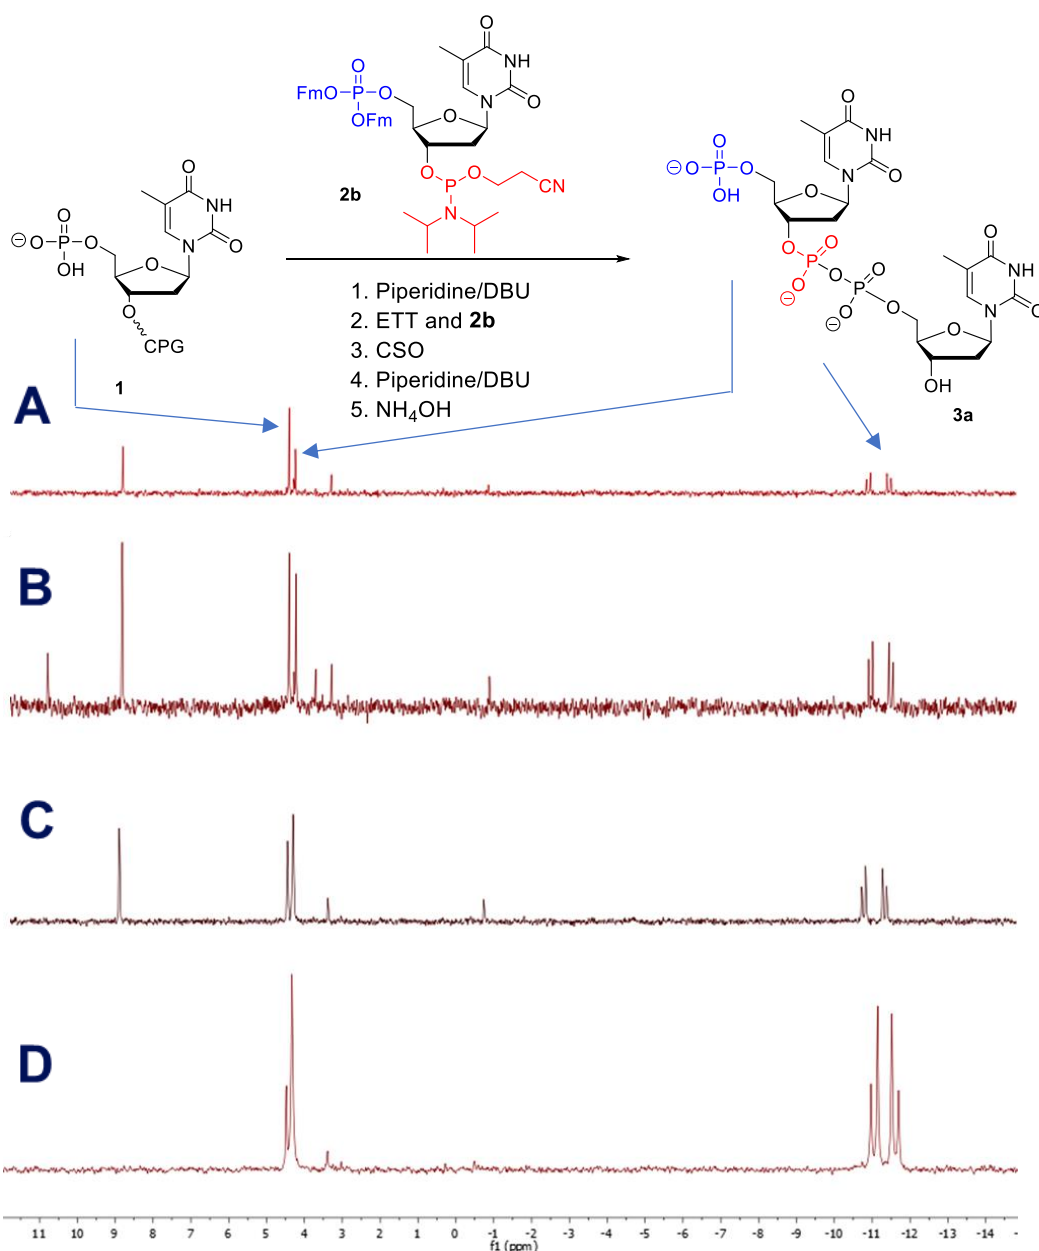 O
NH
N
O
O
FmO
P
O
OFm
O
O
P
O
CN
N
2b
O
NH
N
O
O
⊖
O
P
O
OH
O
O
CPG
1
1. Piperidine/DBU
2. ETT and 2b
3. CSO
4. Piperidine/DBU
5. NH₄OH
O
NH
N
O
O
⊖
O
P
O
OH
O
O
O
P
O
⊖
O
O
P
O
⊖
O
O
NH
N
O
O
OH
3a
A
B
C
D
11 10 9 8 7 6 5 4 3 2 1 0 -1 -2 -3 -4 -5 -6 -7 -8 -9 -10 -11 -12 -13 -14 -
f1 (ppm)